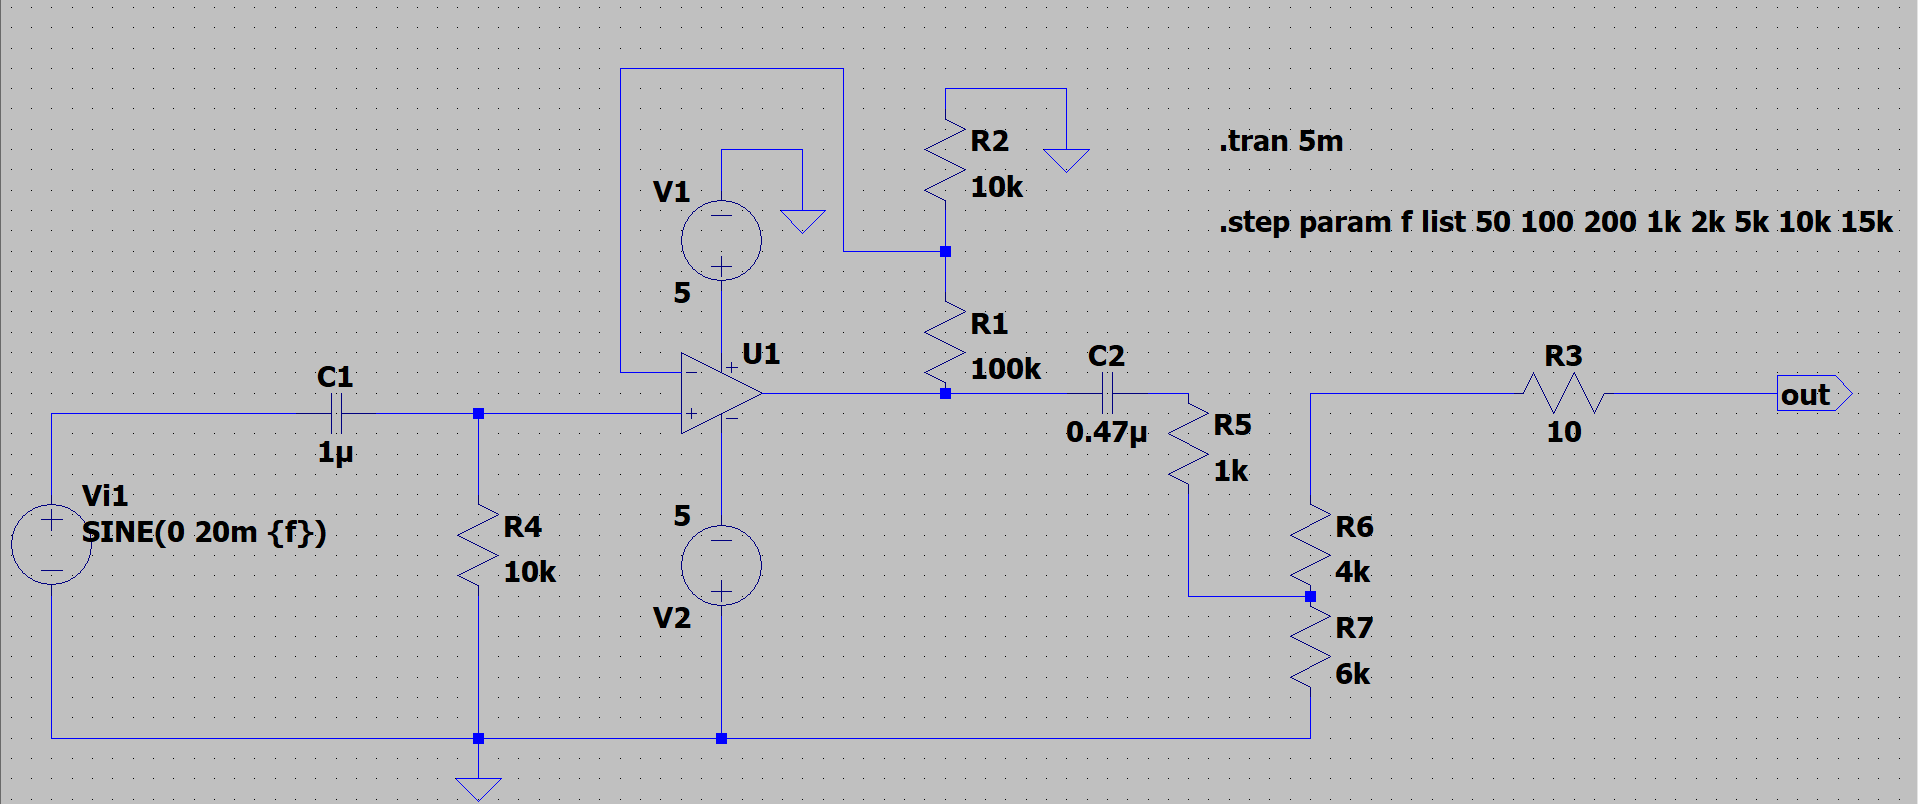 R2
10k
.tran 5m
V1
.step param f list 50 100 200 1k 2k 5k 10k 15k
5
R1
100k
U1
C2
0.47µ
R3
10
out
C1
1µ
R5
1k
Vi1
SINE(0 20m {f})
R4
10k
5
V2
R6
4k
R7
6k